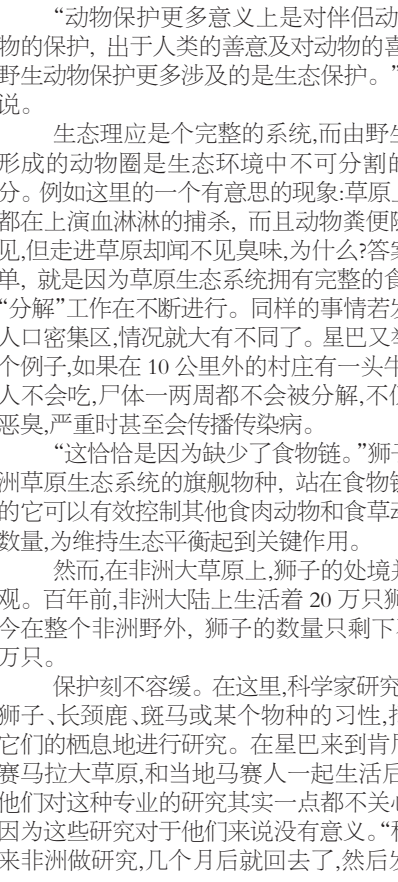 “动物保护更多意义上是对伴侣动
物的保护, 出于人类的善意及对动物的喜
野生动物保护更多涉及的是生态保护。”
说。
生态理应是个完整的系统,而由野生
形成的动物圈是生态环境中不可分割的
分。例如这里的一个有意思的现象:草原上
都在上演血淋淋的捕杀, 而且动物粪便随
见,但走进草原却闻不见臭味,为什么?答案
单, 就是因为草原生态系统拥有完整的食
“分解”工作在不断进行。同样的事情若发
人口密集区,情况就大有不同了。星巴又举
个例子,如果在 10 公里外的村庄有一头牛
人不会吃,尸体一两周都不会被分解,不仅
恶臭,严重时甚至会传播传染病。
“这恰恰是因为缺少了食物链。”狮子
洲草原生态系统的旗舰物种, 站在食物链
的它可以有效控制其他食肉动物和食草动
数量,为维持生态平衡起到关键作用。
然而,在非洲大草原上,狮子的处境并
观。百年前,非洲大陆上生活着 20 万只狮
今在整个非洲野外, 狮子的数量只剩下
万只。
保护刻不容缓。在这里,科学家研究
狮子、长颈鹿、斑马或某个物种的习性,
它们的栖息地进行研究。在星巴来到肯尼
赛马拉大草原,和当地马赛人一起生活后
他们对这种专业的研究其实一点都不关心
因为这些研究对于他们来说没有意义。“科
来非洲做研究,几个月后就回去了,然后发